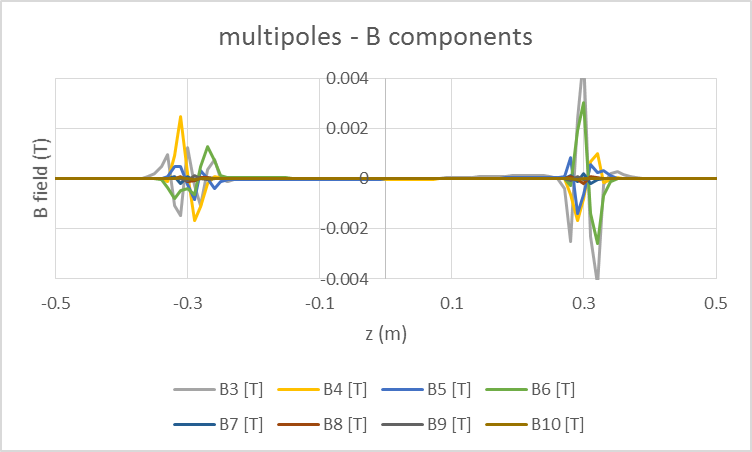 multipoles - B components
0.004
0.002
0
-0.002
-0.004
B field (T)
-0.5 -0.3 -0.1 0.1 0.3 0.5
z (m)
B3 [T] B4 [T] B5 [T] B6 [T]
B7 [T] B8 [T] B9 [T] B10 [T]